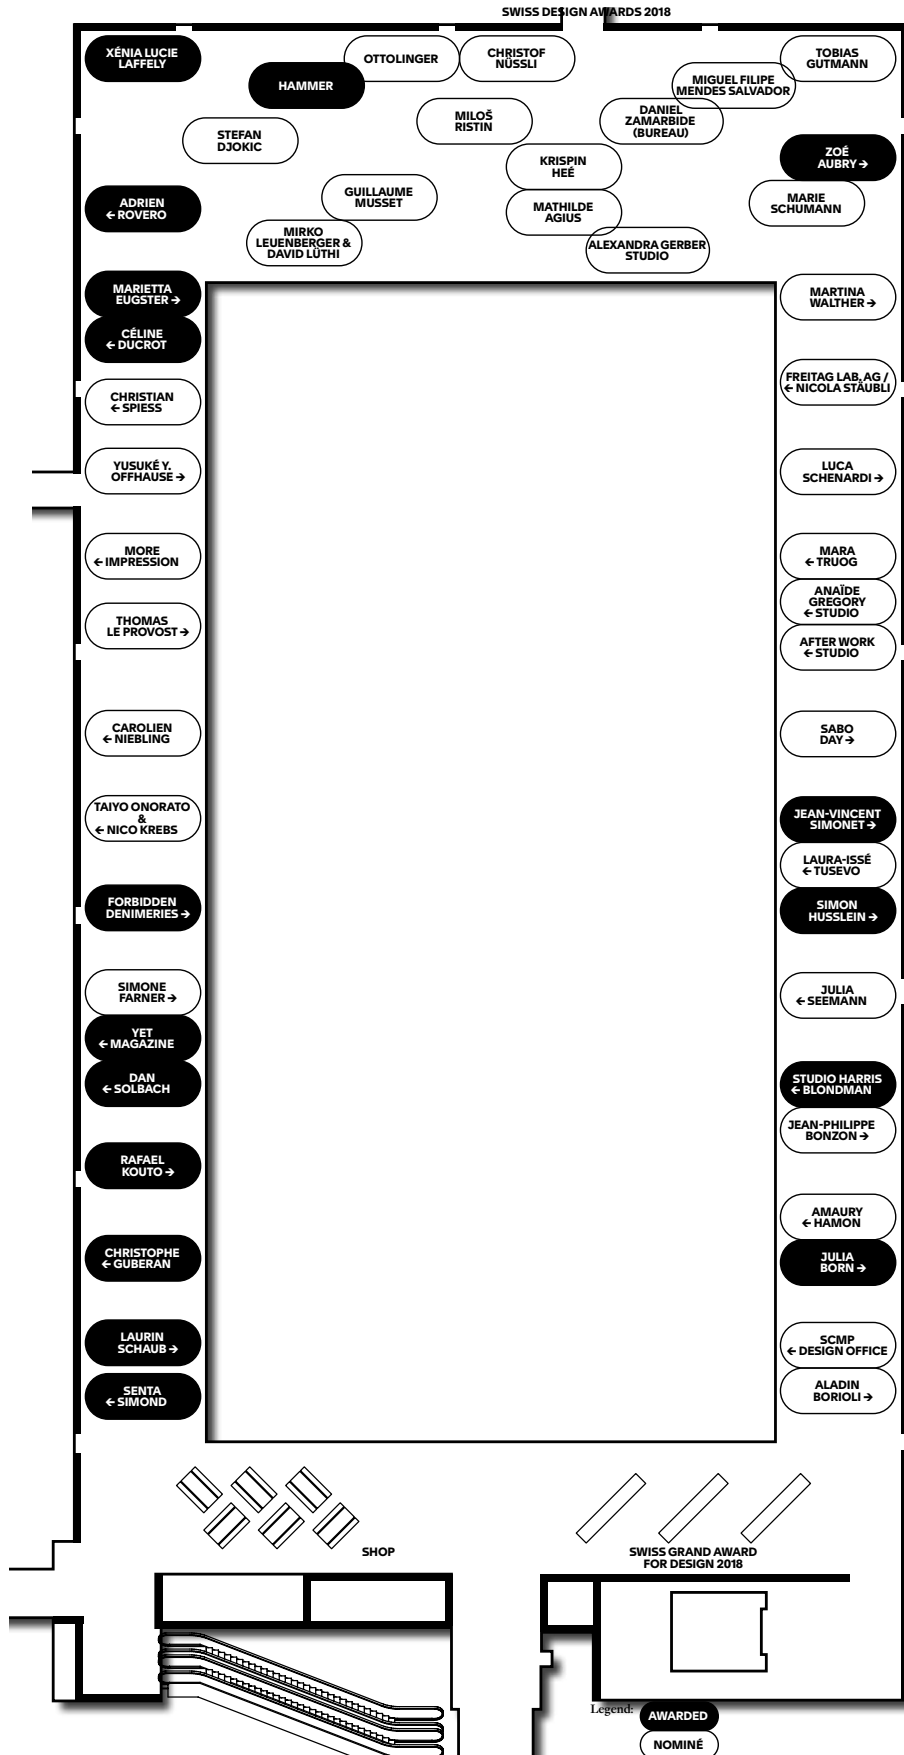 SWISS DESIGN AWARDS 2018
XÉNIA LUCIE
LAFFELY
OTTOLINGER
CHRISTOF
NÜSSLI
TOBIAS
GUTMANN
HAMMER
MIGUEL FILIPE
MENDES SALVADOR
MILOŠ
RISTIN
DANIEL
ZAMARBIDE
(BUREAU)
STEFAN
DJOKIC
KRISPIN
HEÉ
ZOÉ
AUBRY →
ADRIEN
← ROVERO
GUILLAUME
MUSSET
MATHILDE
AGIUS
MARIE
SCHUMANN
MIRKO
LEUENBERGER &
DAVID LÜTHI
ALEXANDRA GERBER
STUDIO
MARIETTA
EUGSTER →
MARTINA
WALTHER →
CÉLINE
← DUCROT
FREITAG LAB. AG /
← NICOLA STÄUBLI
CHRISTIAN
← SPIESS
YUSUKÉ Y.
OFFHAUSE →
LUCA
SCHENARDI →
MORE
← IMPRESSION
MARA
← TRUOG
ANAÏDE
GREGORY
← STUDIO
THOMAS
LE PROVOST →
AFTER WORK
← STUDIO
CAROLIEN
← NIEBLING
SABO
DAY →
TAIYO ONORATO
&
← NICO KREBS
JEAN-VINCENT
SIMONET →
LAURA-ISSÉ
← TUSEVO
FORBIDDEN
DENIMERIES →
SIMON
HUSSLEIN →
SIMONE
FARNER →
JULIA
← SEEMANN
YET
← MAGAZINE
DAN
← SOLBACH
STUDIO HARRIS
← BLONDMAN
JEAN-PHILIPPE
BONZON →
RAFAEL
KOUTO →
AMAURY
← HAMON
CHRISTOPHE
← GUBERAN
JULIA
BORN →
LAURIN
SCHAUB →
SCMP
← DESIGN OFFICE
SENTA
← SIMOND
ALADIN
BORIOLI →
SHOP
SWISS GRAND AWARD
FOR DESIGN 2018
Legend:
AWARDED
NOMINÉ